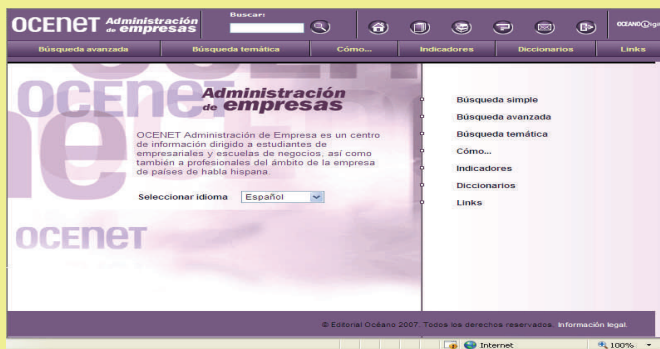 OCENET Administración de empresas
Buscar:
OCEANO Digital
Búsqueda avanzada Búsqueda temática Cómo... Indicadores Diccionarios Links
OCENET
Administración
de empresas
OCENET Administración de Empresa es un centro
de información dirigido a estudiantes de
empresariales y escuelas de negocios, así como
también a profesionales del ámbito de la empresa
de países de habla hispana.
Seleccionar idioma Español
Búsqueda simple
Búsqueda avanzada
Búsqueda temática
Cómo...
Indicadores
Diccionarios
Links
OCENET
© Editorial Océano 2007. Todos los derechos reservados. Información legal.
Internet 100%